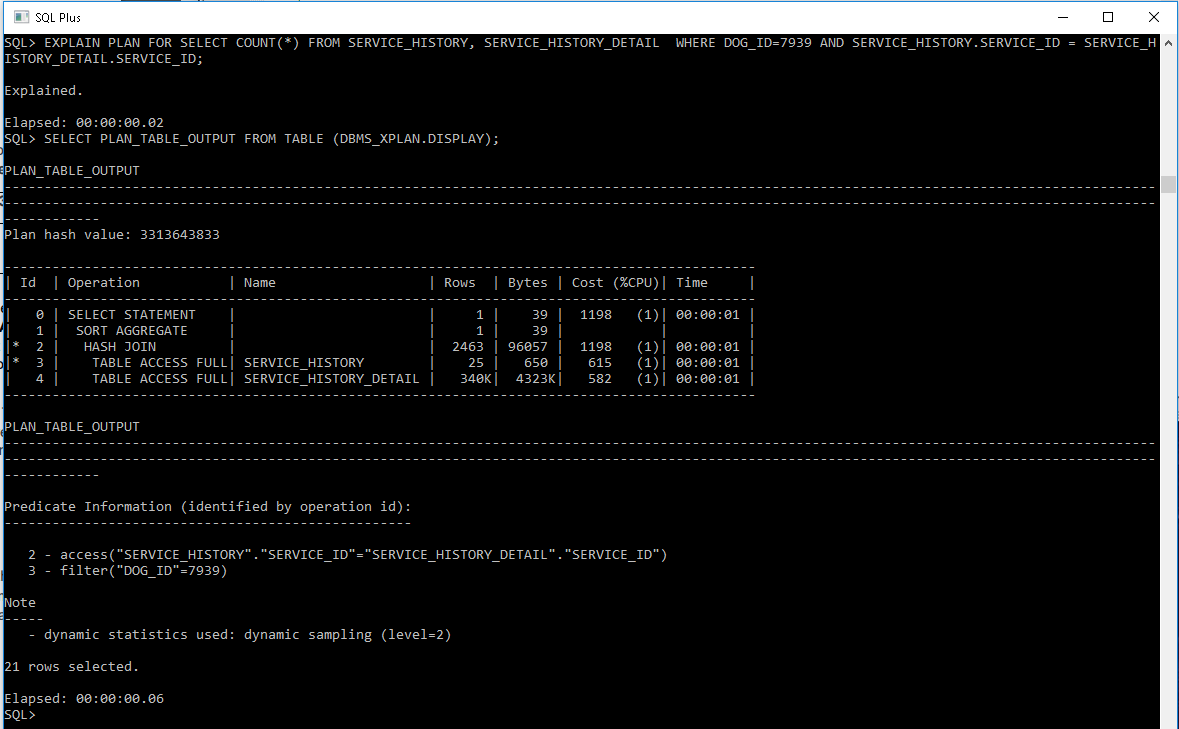 SQL Plus
SQL> EXPLAIN PLAN FOR SELECT COUNT(*) FROM SERVICE_HISTORY, SERVICE_HISTORY_DETAIL  WHERE DOG_ID=7939 AND SERVICE_HISTORY.SERVICE_ID = SERVICE_H
ISTORY_DETAIL.SERVICE_ID;
Explained.
Elapsed: 00:00:00.02
SQL> SELECT PLAN_TABLE_OUTPUT FROM TABLE (DBMS_XPLAN.DISPLAY);
PLAN_TABLE_OUTPUT
------------------------------------------------------------------------------------------------------------------------------------------------
------------------------------------------------------------------------------------------------------------------------------------------------
------------
Plan hash value: 3313643833
----------------------------------------------------------------------------------------------
| Id  | Operation           | Name                   | Rows  | Bytes | Cost (%CPU)| Time     |
----------------------------------------------------------------------------------------------
|   0 | SELECT STATEMENT    |                        |     1 |    39 |  1198   (1)| 00:00:01 |
|   1 |  SORT AGGREGATE     |                        |     1 |    39 |            |          |
|*  2 |   HASH JOIN         |                        |  2463 | 96057 |  1198   (1)| 00:00:01 |
|*  3 |    TABLE ACCESS FULL| SERVICE_HISTORY        |    25 |   650 |   615   (1)| 00:00:01 |
|   4 |    TABLE ACCESS FULL| SERVICE_HISTORY_DETAIL |   340K|  4323K|   582   (1)| 00:00:01 |
----------------------------------------------------------------------------------------------
PLAN_TABLE_OUTPUT
------------------------------------------------------------------------------------------------------------------------------------------------
------------------------------------------------------------------------------------------------------------------------------------------------
------------
Predicate Information (identified by operation id):
---------------------------------------------------
   2 - access("SERVICE_HISTORY"."SERVICE_ID"="SERVICE_HISTORY_DETAIL"."SERVICE_ID")
   3 - filter("DOG_ID"=7939)
Note
-----
   - dynamic statistics used: dynamic sampling (level=2)
21 rows selected.
Elapsed: 00:00:00.06
SQL>